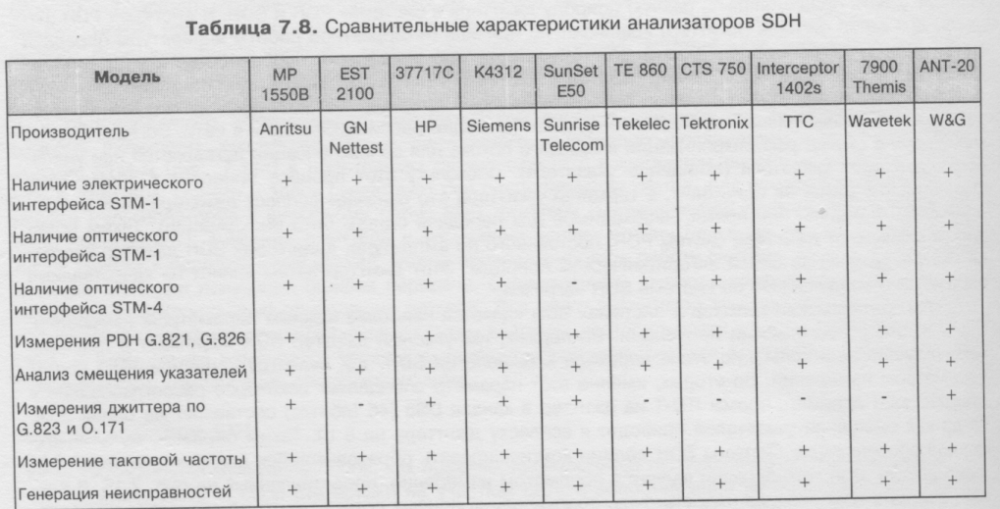 Таблица 7.8. Сравнительные характеристики анализаторов SDH
Модель MP EST 37717C K4312 SunSet TE 860 CTS 750 Interceptor 7900 ANT-20
1550B 2100 E50 1402s Themis
Производитель Anritsu GN HP Siemens Sunrise Tekelec Tektronix TTC Wavetek W&G
Nettest Telecom
Наличие электрического + + + + + + + + + +
интерфейса STM-1
Наличие оптического + + + + + + + + + +
интерфейса STM-1
Наличие оптического + + + + + + + + + +
интерфейса STM-4
Измерения PDH G.821, G.826 + + + + + + + + + +
Анализ смещения указателей + + + + + + + + + +
Измерения джиттера по + + + + + + + + - +
G.823 и O.171
Измерение тактовой частоты + + + + + + + + + +
Генерация неисправностей + + + + + + + + + +